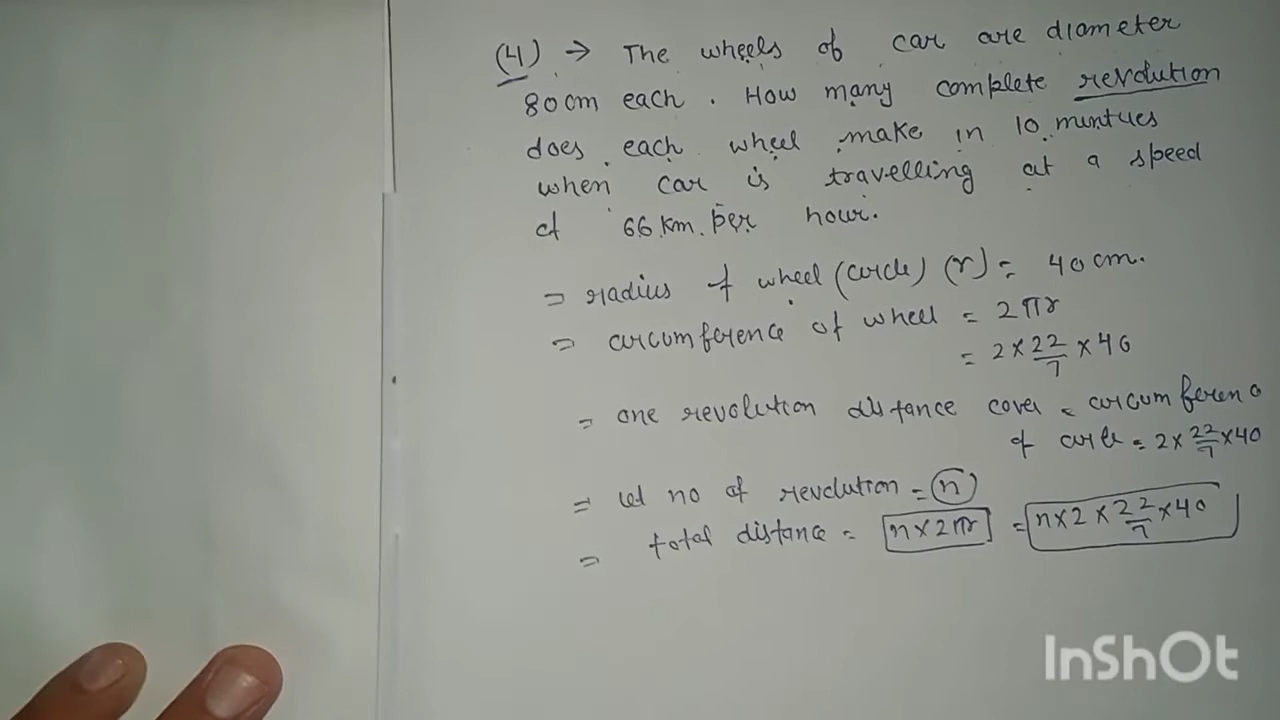 (4) → The wheels of car are diameter
80cm each. How many complete revolution
does each wheel make in 10 mintues
when car is travelling at a speed
of 66 km. per hour.
= radius of wheel (circle) (r) = 40 cm.
= circumference of wheel = 2πr
= 2 × 22/7 × 40
= one revolution distance cover = circumferenc
of circle = 2 × 22/7 × 40
= let no of revolution = n
= total distance = n × 2πr = n × 2 × 22/7 × 40
InShOt